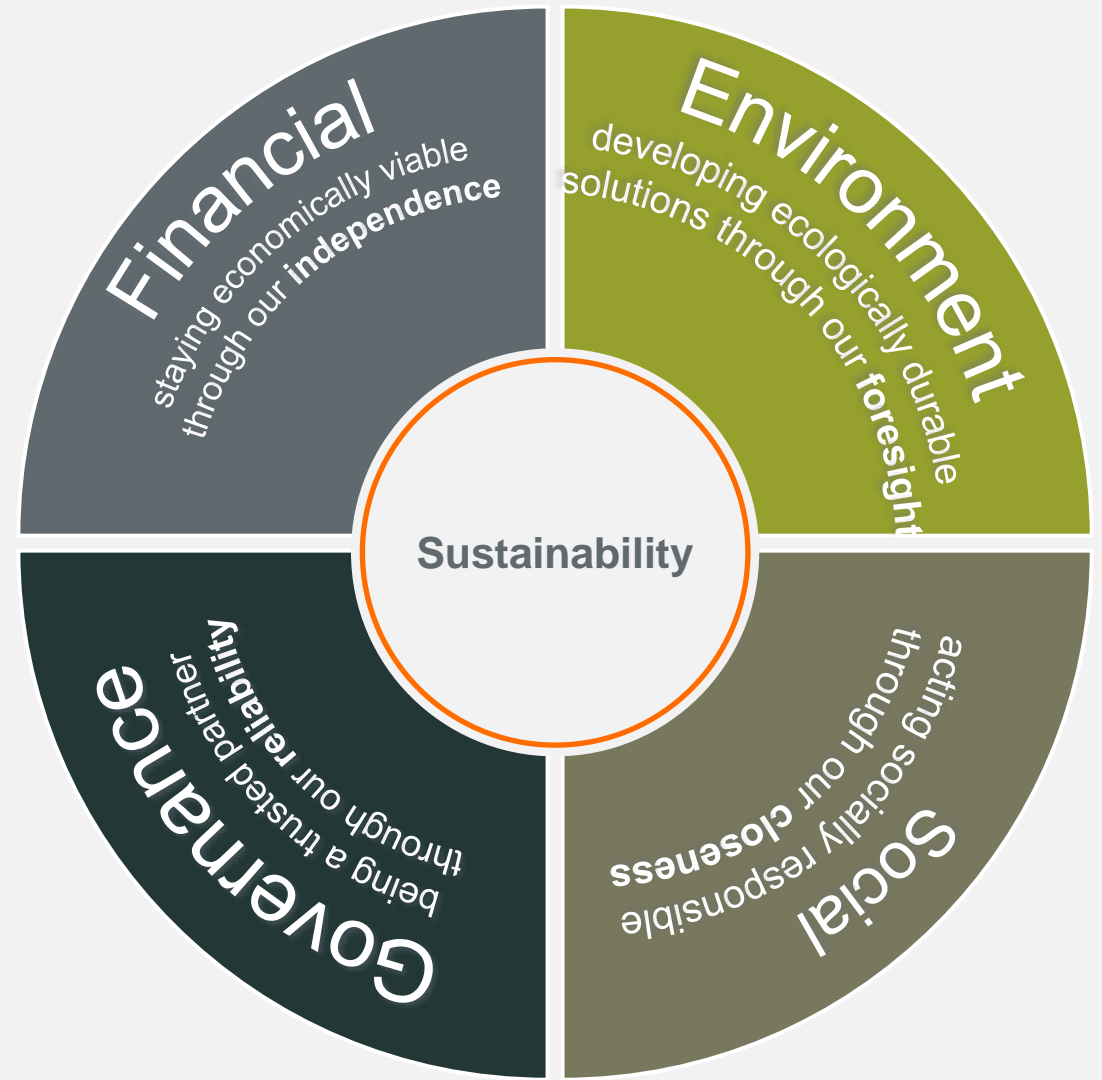 Financial
staying economically viable
through our independence
Environment
developing ecologically durable
solutions through our foresight
Sustainability
Social
acting socially responsible
through our closeness
Governance
being a trusted partner
through our reliability